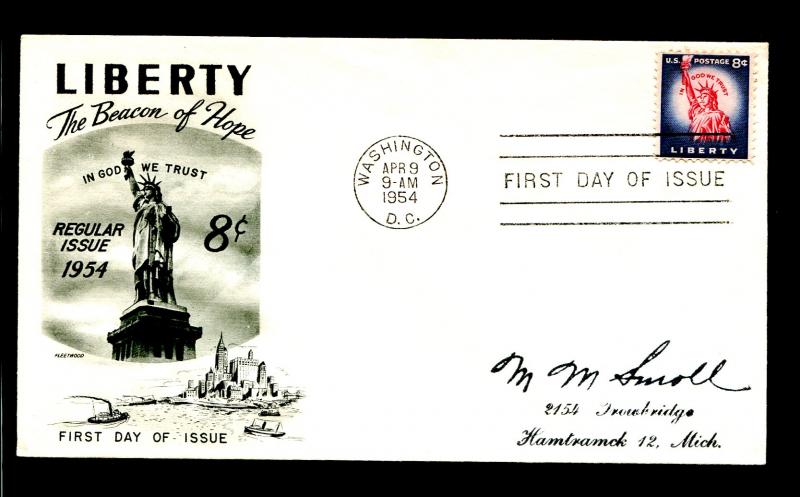 LIBERTY
The Beacon of Hope
IN GOD WE TRUST
REGULAR
ISSUE
1954
8¢
FLEETWOOD
FIRST DAY OF ISSUE
WASHINGTON
APR 9
9-AM
1954
D.C.
U.S. POSTAGE 8¢
IN GOD WE TRUST
LIBERTY
FIRST DAY OF ISSUE
M M Smoll
2154 Trowbridge
Hamtramck 12, Mich.